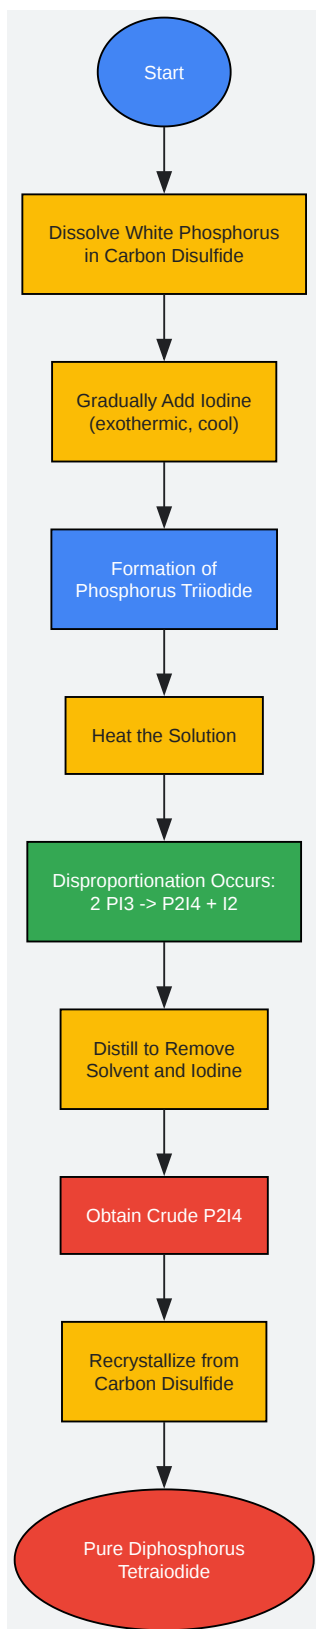 Start
Dissolve White Phosphorus
in Carbon Disulfide
Gradually Add Iodine
(exothermic, cool)
Formation of
Phosphorus Triiodide
Heat the Solution
Disproportionation Occurs:
2 PI3 -> P2I4 + I2
Distill to Remove
Solvent and Iodine
Obtain Crude P2I4
Recrystallize from
Carbon Disulfide
Pure Diphosphorus
Tetraiodide